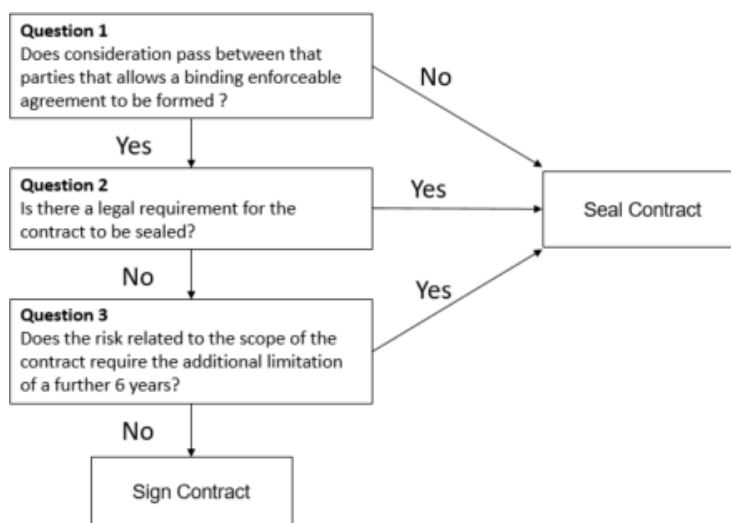 Question 1
Does consideration pass between that
parties that allows a binding enforceable
agreement to be formed ?
No
Yes
Question 2
Is there a legal requirement for the
contract to be sealed?
Yes
Seal Contract
No
Question 3
Does the risk related to the scope of the
contract require the additional limitation
of a further 6 years?
Yes
No
Sign Contract